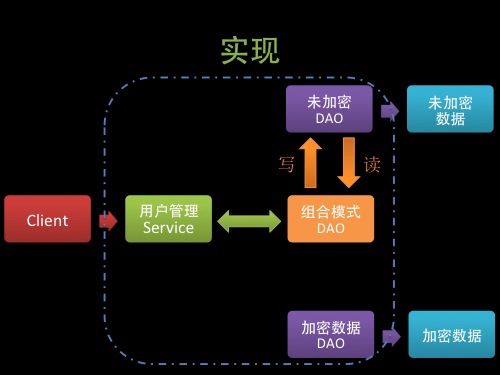 实现
未加密
DAO
未加密
数据
写
读
Client
用户管理
Service
组合模式
DAO
加密数据
DAO
加密数据